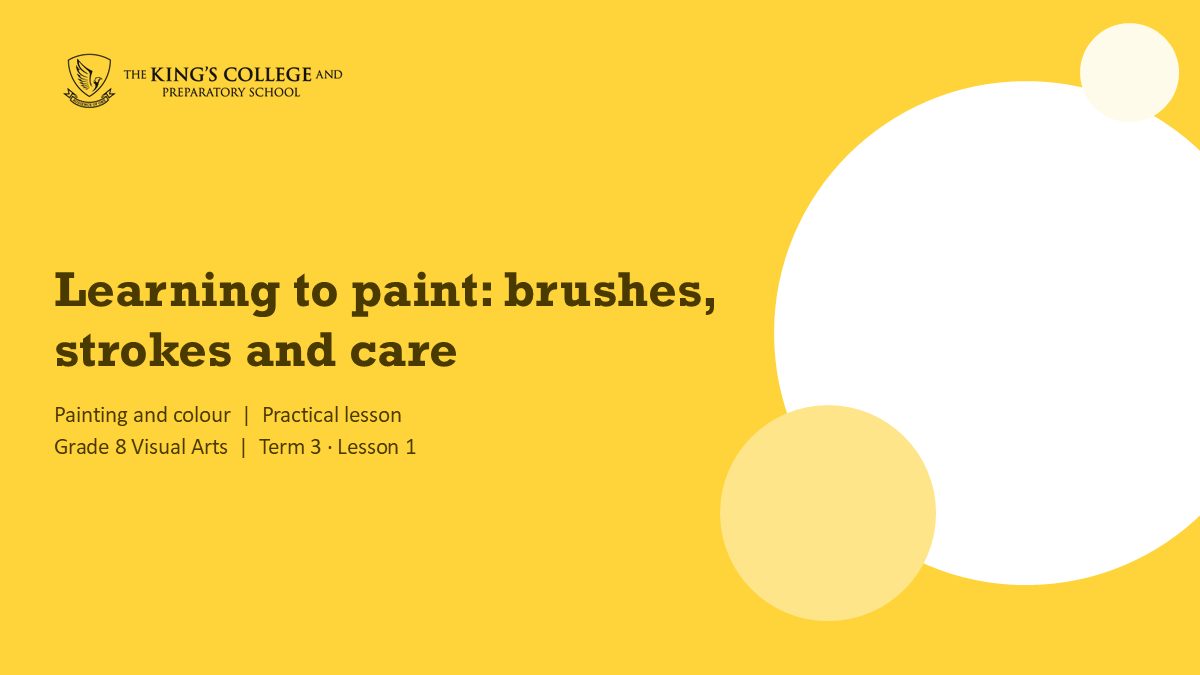 THE KING'S COLLEGE AND
PREPARATORY SCHOOL
Learning to paint: brushes,
strokes and care
Painting and colour | Practical lesson
Grade 8 Visual Arts | Term 3 · Lesson 1